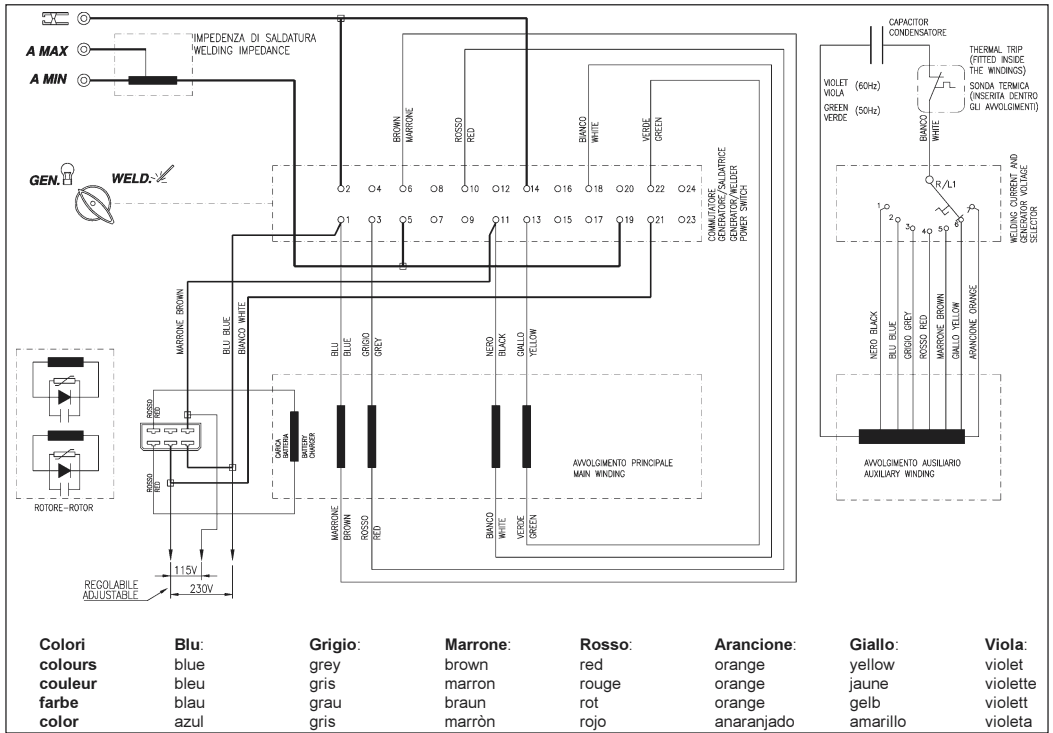 A MAX
A MIN
IMPEDENZA DI SALDATURA
WELDING IMPEDANCE
GEN.
WELD.
BROWN
MARRONE
ROSSO
RED
BIANCO
WHITE
VERDE
GREEN
2 4 6 8 10 12 14 16 18 20 22 24
1 3 5 7 9 11 13 15 17 19 21 23
COMMUTATORE
GENERATORE/SALDATRICE
GENERATOR/WELDER
POWER SWITCH
CAPACITOR
CONDENSATORE
VIOLET
VIOLA
(60Hz)
GREEN
VERDE
(50Hz)
THERMAL TRIP
(FITTED INSIDE
THE WINDINGS)
SONDA TERMICA
(INSERITA DENTRO
GLI AVVOLGIMENTI)
BIANCO
WHITE
R/L1
1 2 3 4 5 6 7
WELDING CURRENT AND
GENERATOR VOLTAGE
SELECTOR
NERO BLACK
BLU BLUE
GRIGIO GREY
ROSSO RED
MARRONE BROWN
GIALLO YELLOW
ARANCIONE ORANGE
AVVOLGIMENTO AUSILIARIO
AUXILIARY WINDING
MARRONE BROWN
BLU BLUE
BIANCO WHITE
BLU
BLUE
GRIGIO
GREY
NERO
BLACK
GIALLO
YELLOW
ROSSO
RED
ROSSO
RED
CARICA
BATTERIA
BATTERY
CHARGER
AVVOLGIMENTO PRINCIPALE
MAIN WINDING
MARRONE
BROWN
ROSSO
RED
BIANCO
WHITE
VERDE
GREEN
ROTORE-ROTOR
115V
230V
REGOLABILE
ADJUSTABLE
Colori Blu: Grigio: Marrone: Rosso: Arancione: Giallo: Viola:
colours blue grey brown red orange yellow violet
couleur bleu gris marron rouge orange jaune violette
farbe blau grau braun rot orange gelb violett
color azul gris marròn rojo anaranjado amarillo violeta